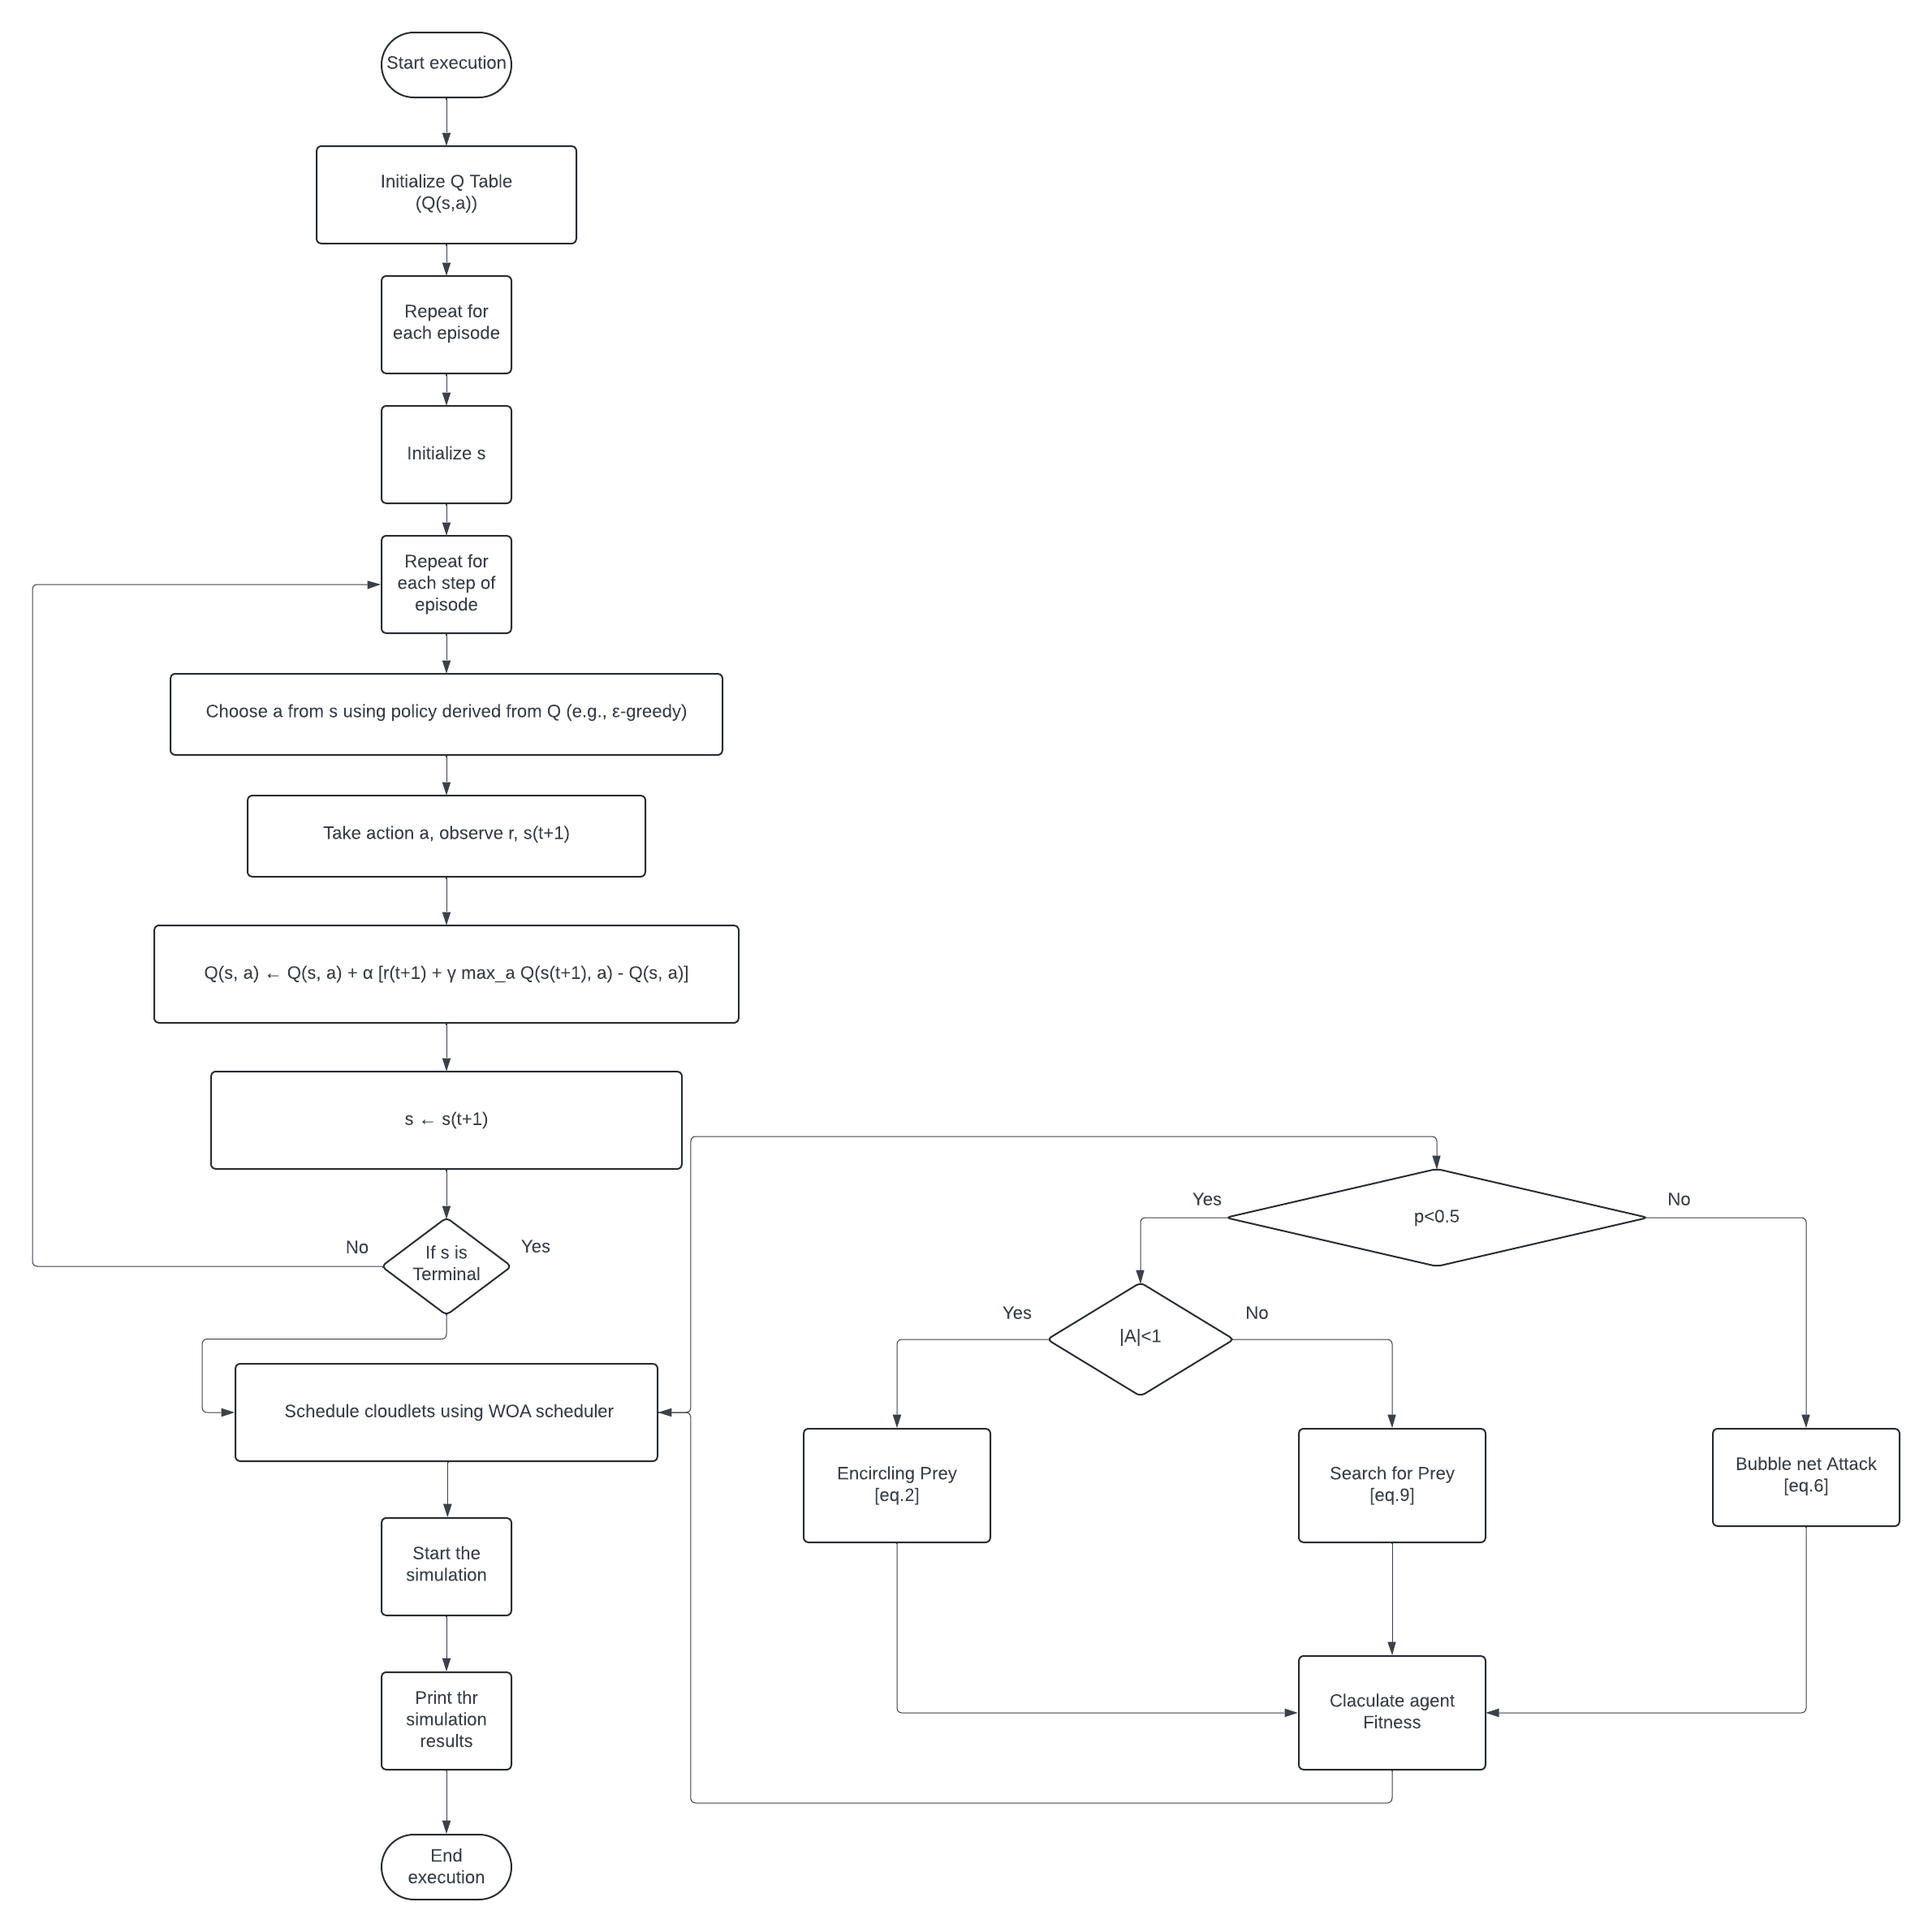 Start execution
Initialize Q Table
(Q(s,a))
Repeat for
each episode
Initialize s
Repeat for
each step of
episode
Choose a from s using policy derived from Q (e.g., ε-greedy)
Take action a, observe r, s(t+1)
Q(s, a) ← Q(s, a) + α [r(t+1) + γ max_a Q(s(t+1), a) - Q(s, a)]
s ← s(t+1)
No
If s is
Terminal
Yes
Schedule cloudlets using WOA scheduler
Start the
simulation
Print thr
simulation
results
End
execution
Yes
p<0.5
No
Yes
|A|<1
No
Encircling Prey
[eq.2]
Search for Prey
[eq.9]
Bubble net Attack
[eq.6]
Claculate agent
Fitness